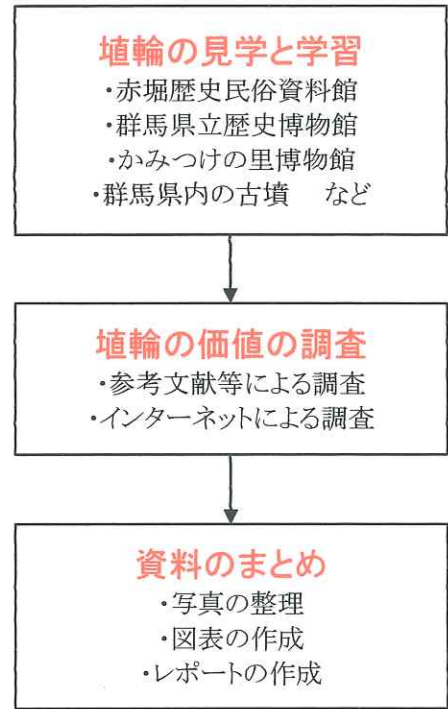 埴輪の見学と学習
・赤堀歴史民俗資料館
・群馬県立歴史博物館
・かみつけの里博物館
・群馬県内の古墳　など
埴輪の価値の調査
・参考文献等による調査
・インターネットによる調査
資料のまとめ
・写真の整理
・図表の作成
・レポートの作成